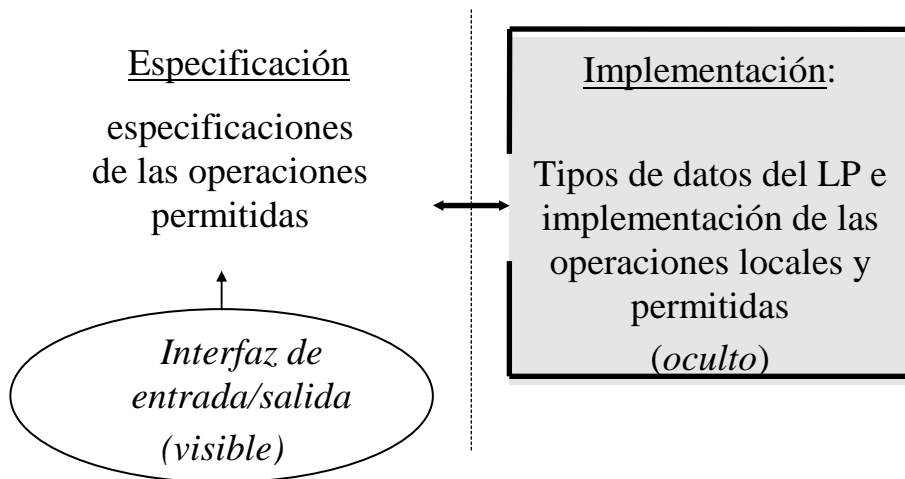 Especificación
especificaciones
de las operaciones
permitidas
Interfaz de
entrada/salida
(visible)
Implementación:
Tipos de datos del LP e
implementación de las
operaciones locales y
permitidas
(oculto)